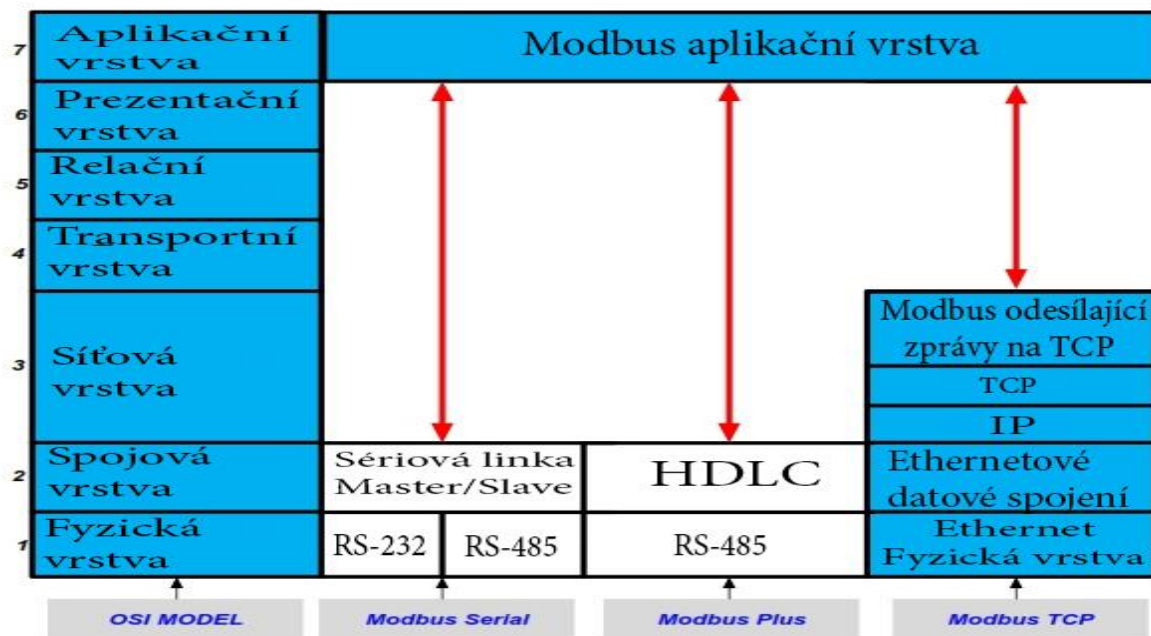 7
Aplikační
vrstva
Modbus aplikační vrstva
6
Prezentační
vrstva
5
Relační
vrstva
4
Transportní
vrstva
3
Síťová
vrstva
Modbus odesílající
zprávy na TCP
TCP
IP
2
Spojová
vrstva
Sériová linka
Master/Slave
HDLC
Ethernetové
datové spojení
1
Fyzická
vrstva
RS-232
RS-485
RS-485
Ethernet
Fyzická vrstva
OSI MODEL
Modbus Serial
Modbus Plus
Modbus TCP